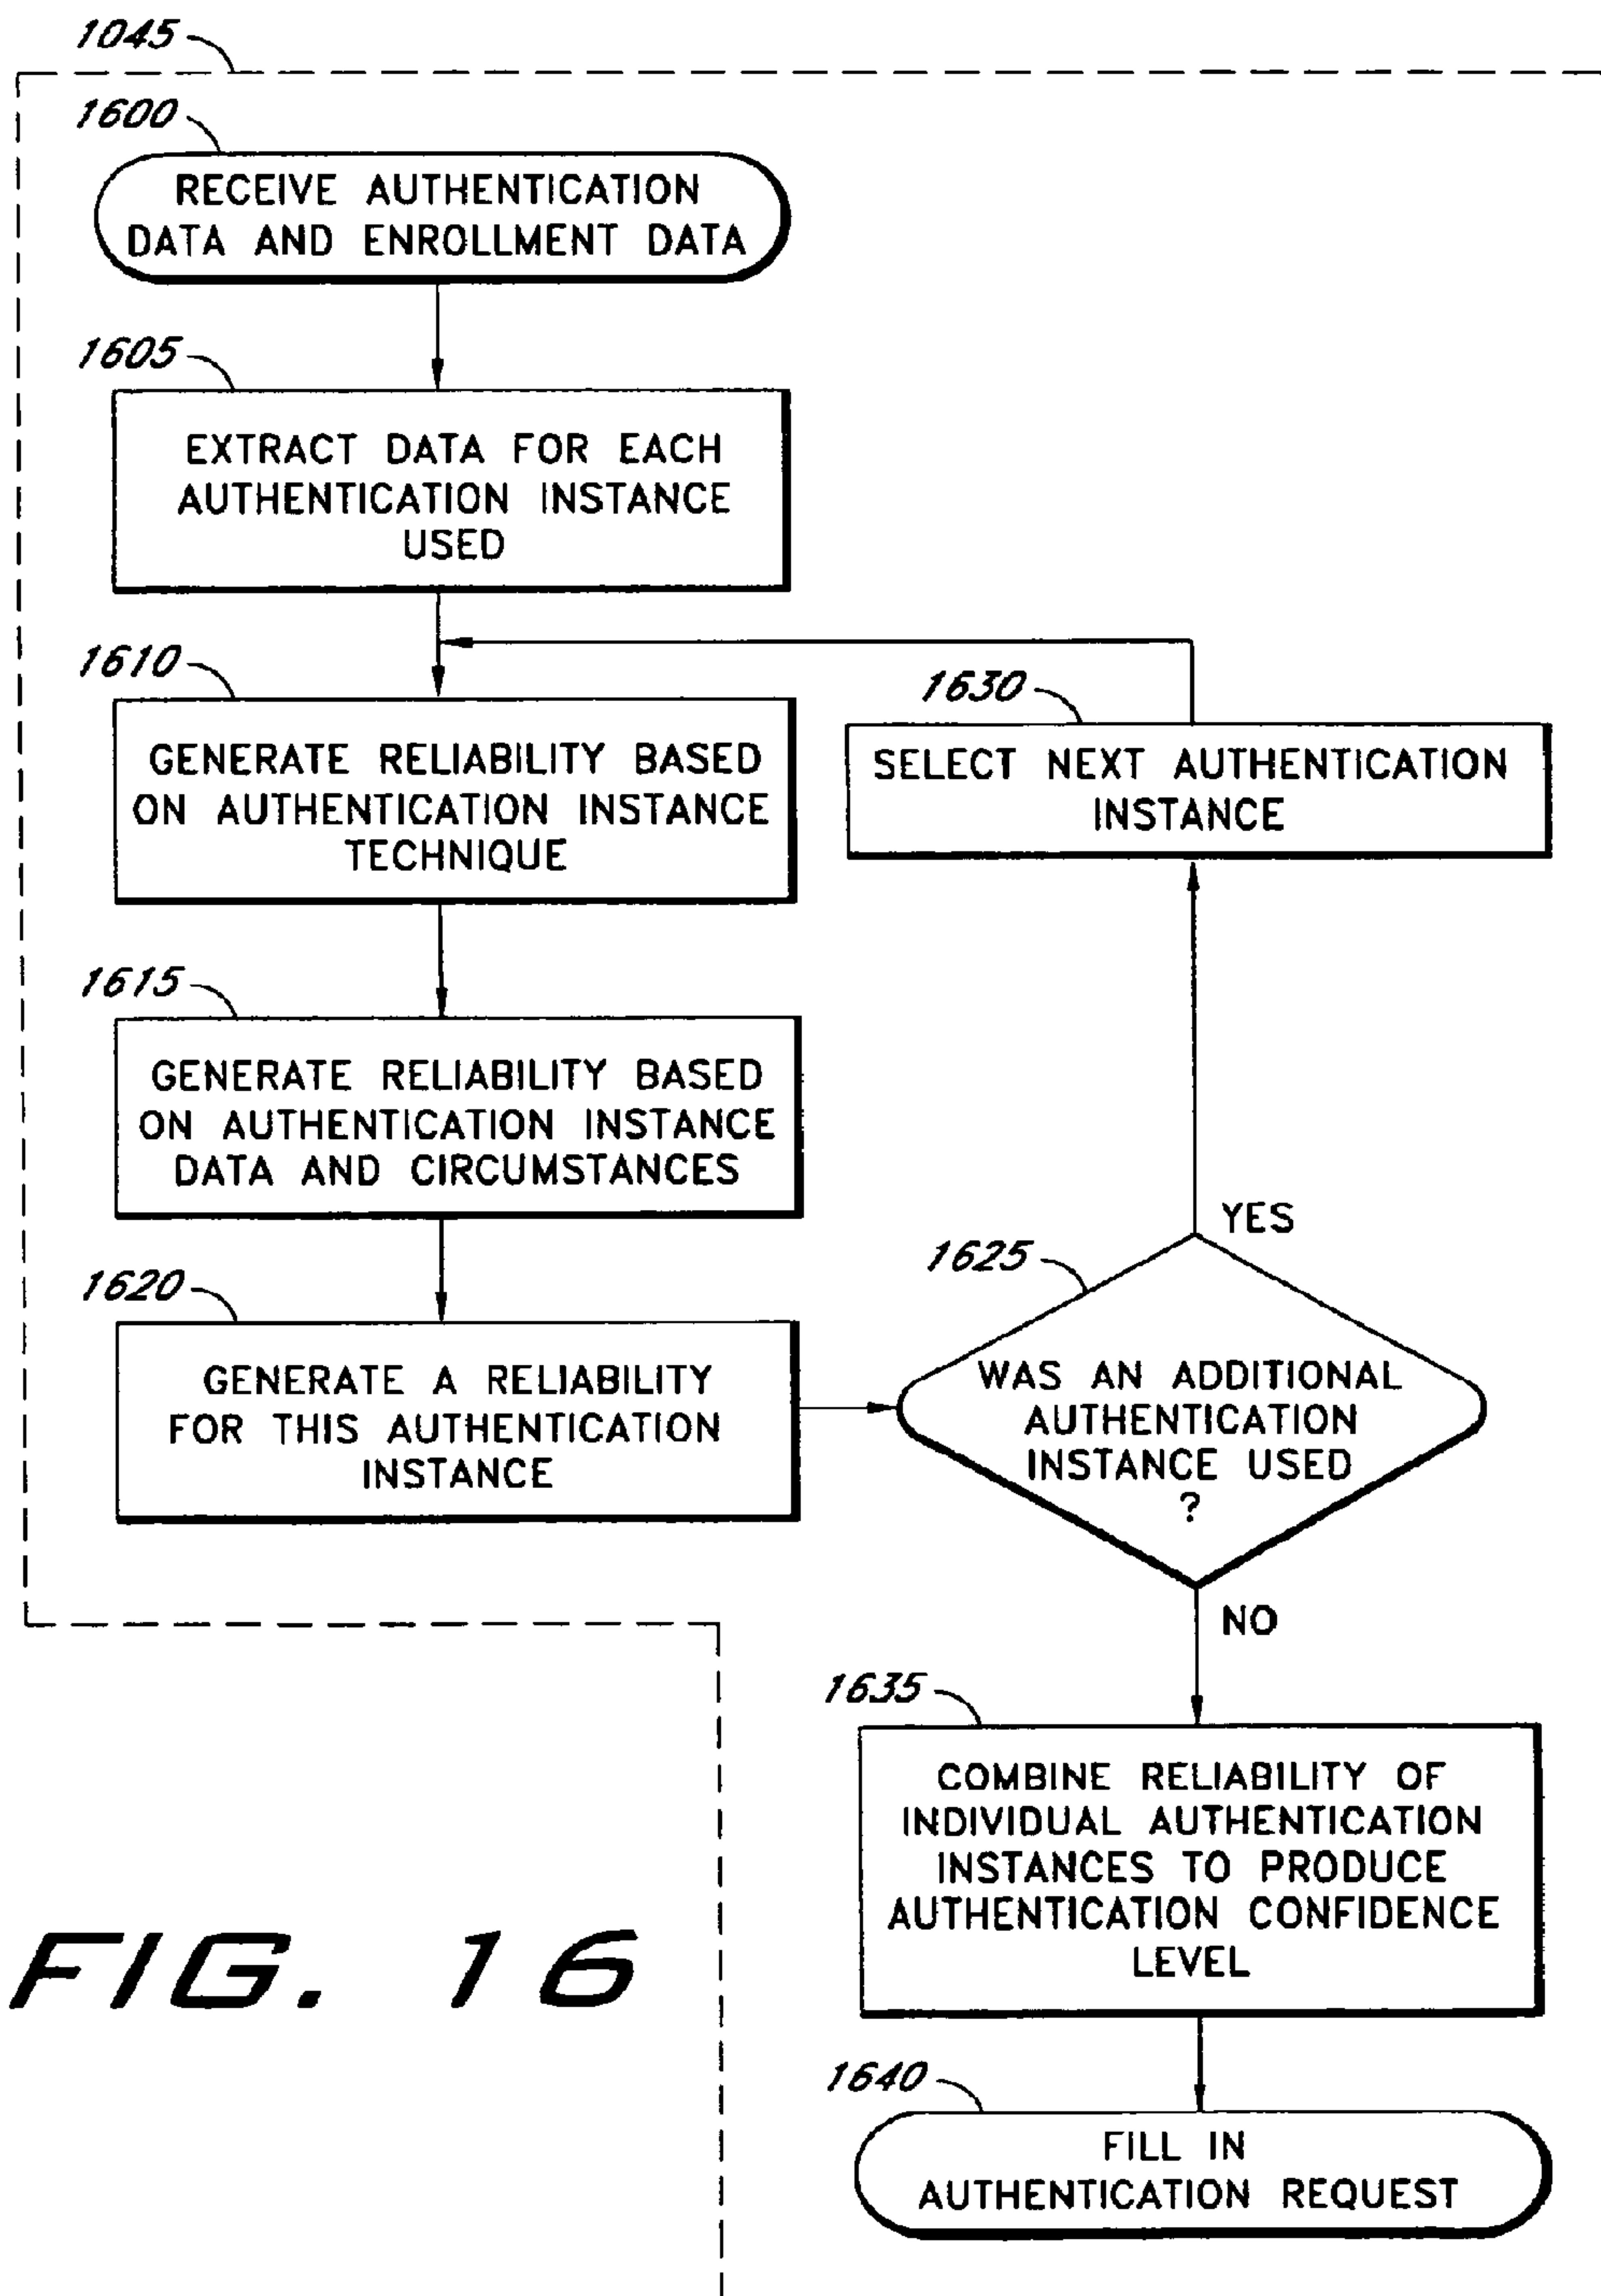 1045
1600
RECEIVE AUTHENTICATION
DATA AND ENROLLMENT DATA
1605
EXTRACT DATA FOR EACH
AUTHENTICATION INSTANCE
USED
1610
GENERATE RELIABILITY BASED
ON AUTHENTICATION INSTANCE
TECHNIQUE
1630
SELECT NEXT AUTHENTICATION
INSTANCE
1615
GENERATE RELIABILITY BASED
ON AUTHENTICATION INSTANCE
DATA AND CIRCUMSTANCES
1620
GENERATE A RELIABILITY
FOR THIS AUTHENTICATION
INSTANCE
YES
1625
WAS AN ADDITIONAL
AUTHENTICATION
INSTANCE USED
?
NO
1635
COMBINE RELIABILITY OF
INDIVIDUAL AUTHENTICATION
INSTANCES TO PRODUCE
AUTHENTICATION CONFIDENCE
LEVEL
1640
FILL IN
AUTHENTICATION REQUEST
FIG. 16